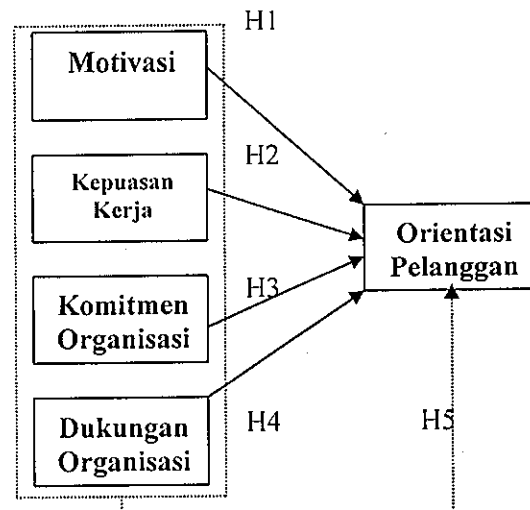 H1
Motivasi
H2
Kepuasan
Kerja
Orientasi
Pelanggan
H3
Komitmen
Organisasi
H4
H5
Dukungan
Organisasi